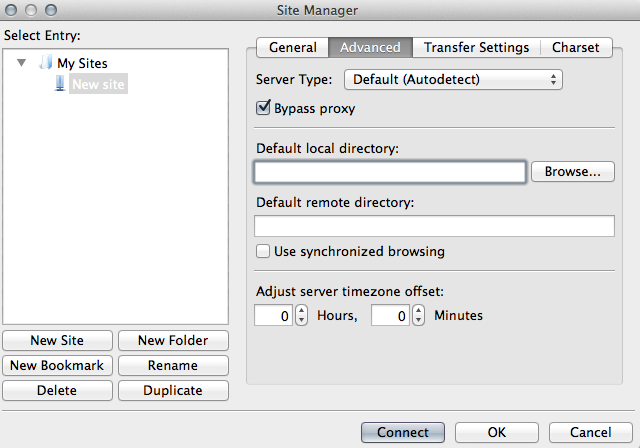 Site Manager
Select Entry:
My Sites
New site
New Site
New Folder
New Bookmark
Rename
Delete
Duplicate
General
Advanced
Transfer Settings
Charset
Server Type:
Default (Autodetect)
Bypass proxy
Default local directory:
Browse...
Default remote directory:
Use synchronized browsing
Adjust server timezone offset:
0 Hours, 0 Minutes
Connect
OK
Cancel